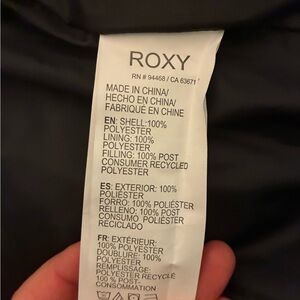 ROXY
RN # 94468 / CA 63671
MADE IN CHINA/
HECHO EN CHINA/
FABRIQUÉ EN CHINE
EN: SHELL:100%
POLYESTER
LINING: 100%
POLYESTER
FILLING: 100% POST
CONSUMER RECYCLED
POLYESTER
ES: EXTERIOR: 100%
POLIÉSTER
FORRO: 100% POLIÉSTER
RELLENO: 100% POST
CONSUMO POLIÉSTER
RECICLADO
FR: EXTÉRIEUR:
100% POLYESTER
DOUBLURE: 100%
POLYESTER
REMPLISSAGE:
POLYESTER RECYCLÉ
100 % POST-
CONSOMMATION